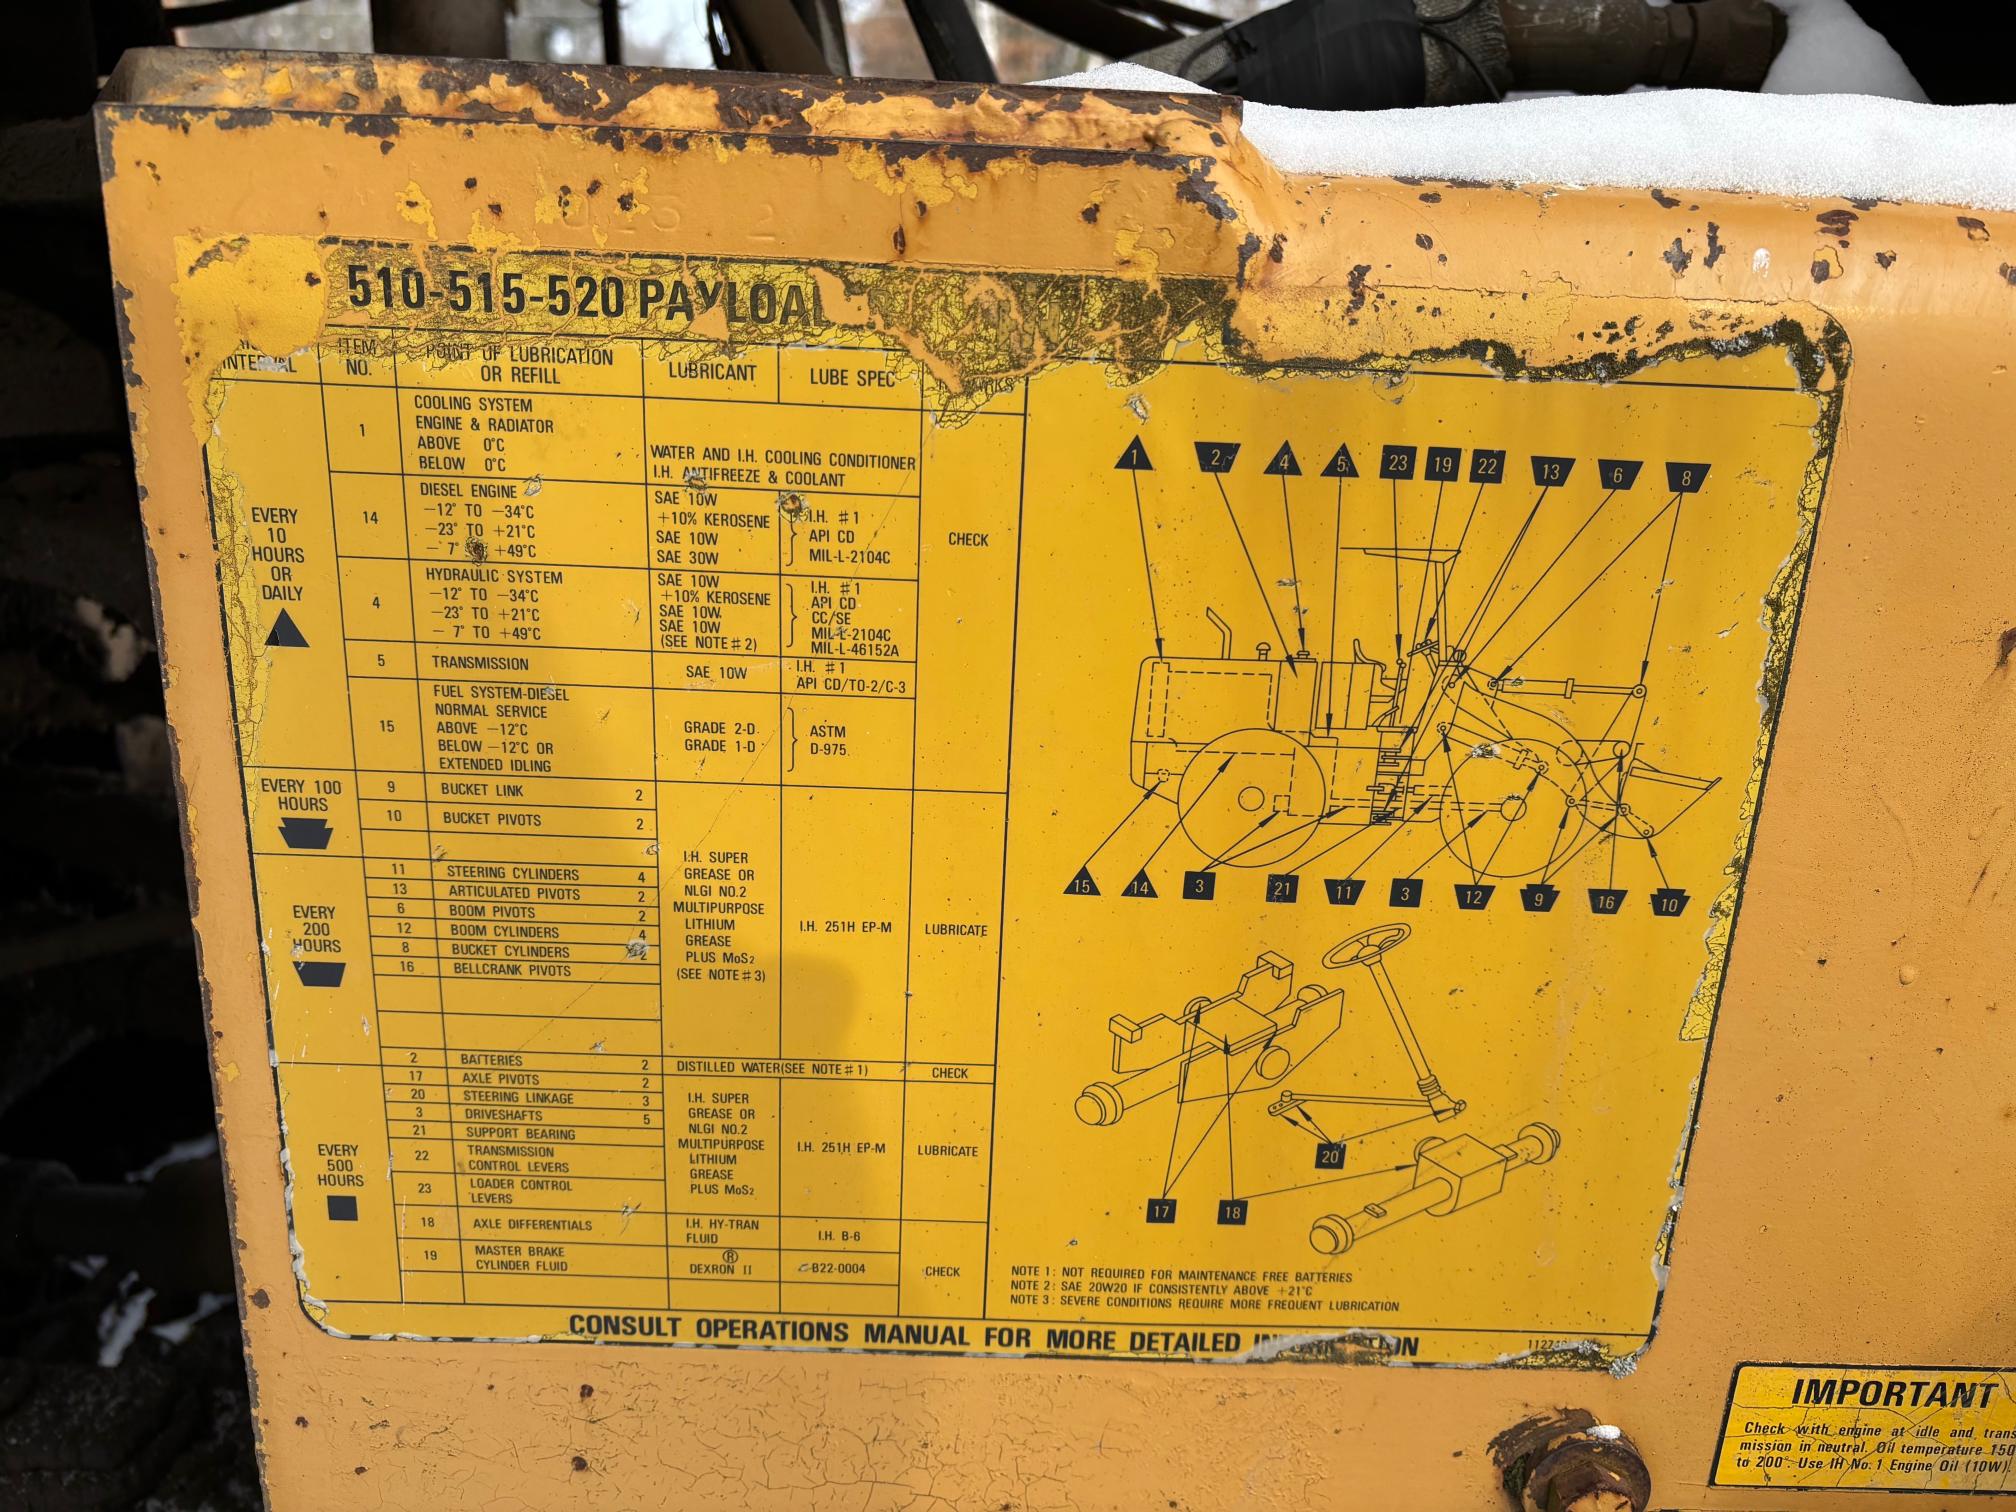 510-515-520 PAYLOA
INTERVAL
ITEM NO.
POINT OF LUBRICATION OR REFILL
LUBRICANT
LUBE SPEC
EVERY
10
HOURS
OR
DAILY
1
COOLING SYSTEM
ENGINE & RADIATOR
ABOVE 0°C
BELOW 0°C
WATER AND I.H. COOLING CONDITIONER
I.H. ANTIFREEZE & COOLANT
14
DIESEL ENGINE
−12° TO −34°C
−23° TO +21°C
− 7° +49°C
SAE 10W
+10% KEROSENE
SAE 10W
SAE 30W
I.H. #1
API CD
MIL-L-2104C
CHECK
4
HYDRAULIC SYSTEM
−12° TO −34°C
−23° TO +21°C
− 7° TO +49°C
SAE 10W
+10% KEROSENE
SAE 10W
SAE 10W
(SEE NOTE #2)
I.H. #1
API CD
CC/SE
MIL-L-2104C
MIL-L-46152A
5
TRANSMISSION
SAE 10W
I.H. #1
API CD/TO-2/C-3
15
FUEL SYSTEM-DIESEL
NORMAL SERVICE
ABOVE −12°C
BELOW −12°C OR
EXTENDED IDLING
GRADE 2-D
GRADE 1-D
ASTM
D-975
EVERY 100
HOURS
9 BUCKET LINK 2
10 BUCKET PIVOTS 2
EVERY
200
HOURS
11 STEERING CYLINDERS 4
13 ARTICULATED PIVOTS 2
6 BOOM PIVOTS 2
12 BOOM CYLINDERS 4
8 BUCKET CYLINDERS 2
16 BELLCRANK PIVOTS
I.H. SUPER
GREASE OR
NLGI NO.2
MULTIPURPOSE
LITHIUM
GREASE
PLUS MoS2
(SEE NOTE #3)
I.H. 251H EP-M
LUBRICATE
EVERY
500
HOURS
2 BATTERIES 2 DISTILLED WATER(SEE NOTE #1) CHECK
17 AXLE PIVOTS 2
20 STEERING LINKAGE 3
3 DRIVESHAFTS 5
21 SUPPORT BEARING
22 TRANSMISSION
CONTROL LEVERS
23 LOADER CONTROL
LEVERS
I.H. SUPER
GREASE OR
NLGI NO.2
MULTIPURPOSE
LITHIUM
GREASE
PLUS MoS2
I.H. 251H EP-M
LUBRICATE
18 AXLE DIFFERENTIALS
I.H. HY-TRAN
FLUID
I.H. B-6
19 MASTER BRAKE
CYLINDER FLUID
®
DEXRON II
B22-0004
CHECK
1 2 4 5 23 19 22 13 6 8
15 14 3 21 11 3 12 9 16 10
20
17 18
NOTE 1: NOT REQUIRED FOR MAINTENANCE FREE BATTERIES
NOTE 2: SAE 20W20 IF CONSISTENTLY ABOVE +21°C
NOTE 3: SEVERE CONDITIONS REQUIRE MORE FREQUENT LUBRICATION
CONSULT OPERATIONS MANUAL FOR MORE DETAILED
IMPORTANT
Check with engine at idle and trans
mission in neutral. Oil temperature 150
to 200° Use IH No. 1 Engine Oil (10W)